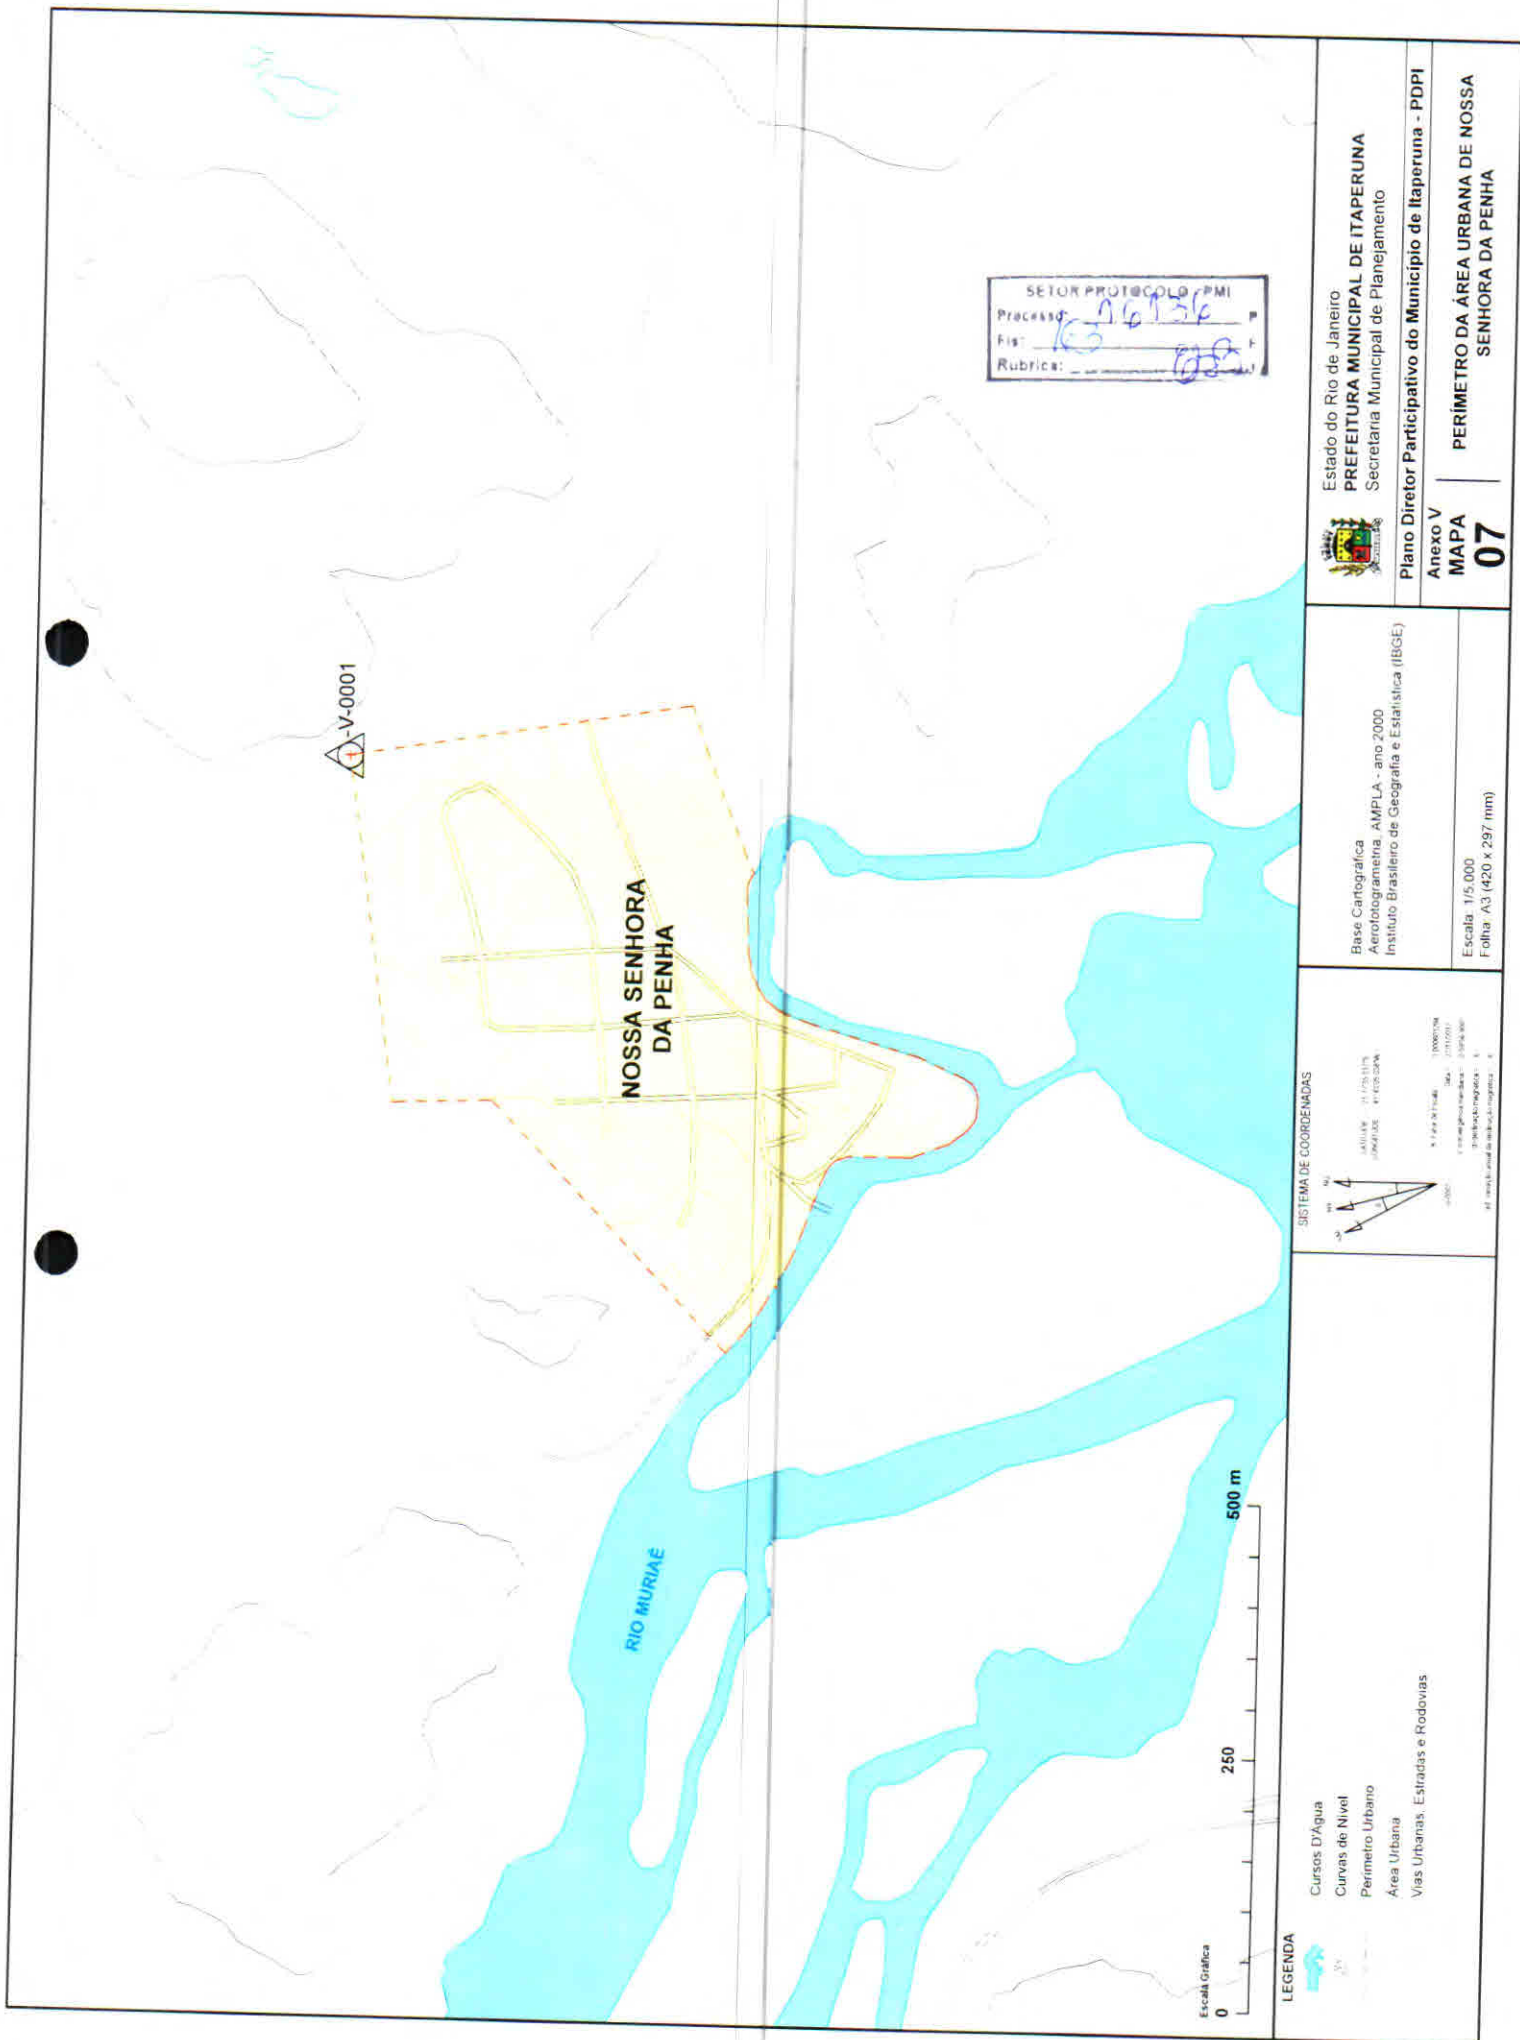 V-0001
NOSSA SENHORA
DA PENHA
RIO MURIAÉ
SETOR PROTOCOLO PMI
Processo:
Fls:
Rubrica:
Escala Gráfica
0 250 500 m
LEGENDA
Cursos D'Água
Curvas de Nível
Perímetro Urbano
Área Urbana
Vias Urbanas, Estradas e Rodovias
SISTEMA DE COORDENADAS
Base Cartográfica
Aerofotogrametria, AMPLA - ano 2000
Instituto Brasileiro de Geografia e Estatística (IBGE)
Escala: 1/5.000
Folha: A3 (420 x 297 mm)
Estado do Rio de Janeiro
PREFEITURA MUNICIPAL DE ITAPERUNA
Secretaria Municipal de Planejamento
Plano Diretor Participativo do Município de Itaperuna - PDPI
Anexo V
MAPA
07
PERÍMETRO DA ÁREA URBANA DE NOSSA
SENHORA DA PENHA